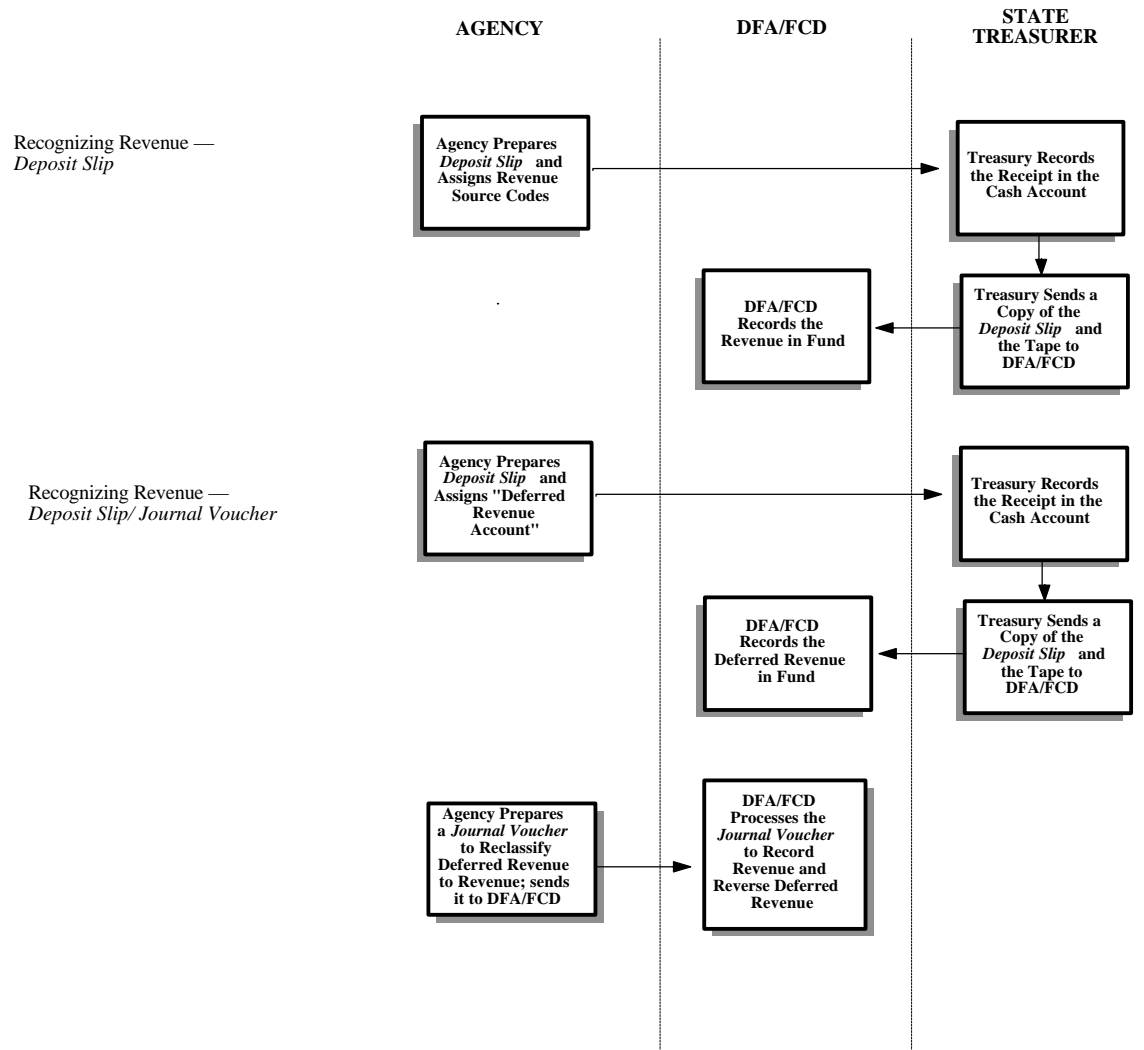 AGENCY
DFA/FCD
STATE
TREASURER
Recognizing Revenue —
Deposit Slip
Agency Prepares
Deposit Slip and
Assigns Revenue
Source Codes
Treasury Records
the Receipt in the
Cash Account
DFA/FCD
Records the
Revenue in Fund
Treasury Sends a
Copy of the
Deposit Slip and
the Tape to
DFA/FCD
Recognizing Revenue —
Deposit Slip/ Journal Voucher
Agency Prepares
Deposit Slip and
Assigns "Deferred
Revenue
Account"
Treasury Records
the Receipt in the
Cash Account
DFA/FCD
Records the
Deferred Revenue
in Fund
Treasury Sends a
Copy of the
Deposit Slip and
the Tape to
DFA/FCD
Agency Prepares
a Journal Voucher
to Reclassify
Deferred Revenue
to Revenue; sends
it to DFA/FCD
DFA/FCD
Processes the
Journal Voucher
to Record
Revenue and
Reverse Deferred
Revenue